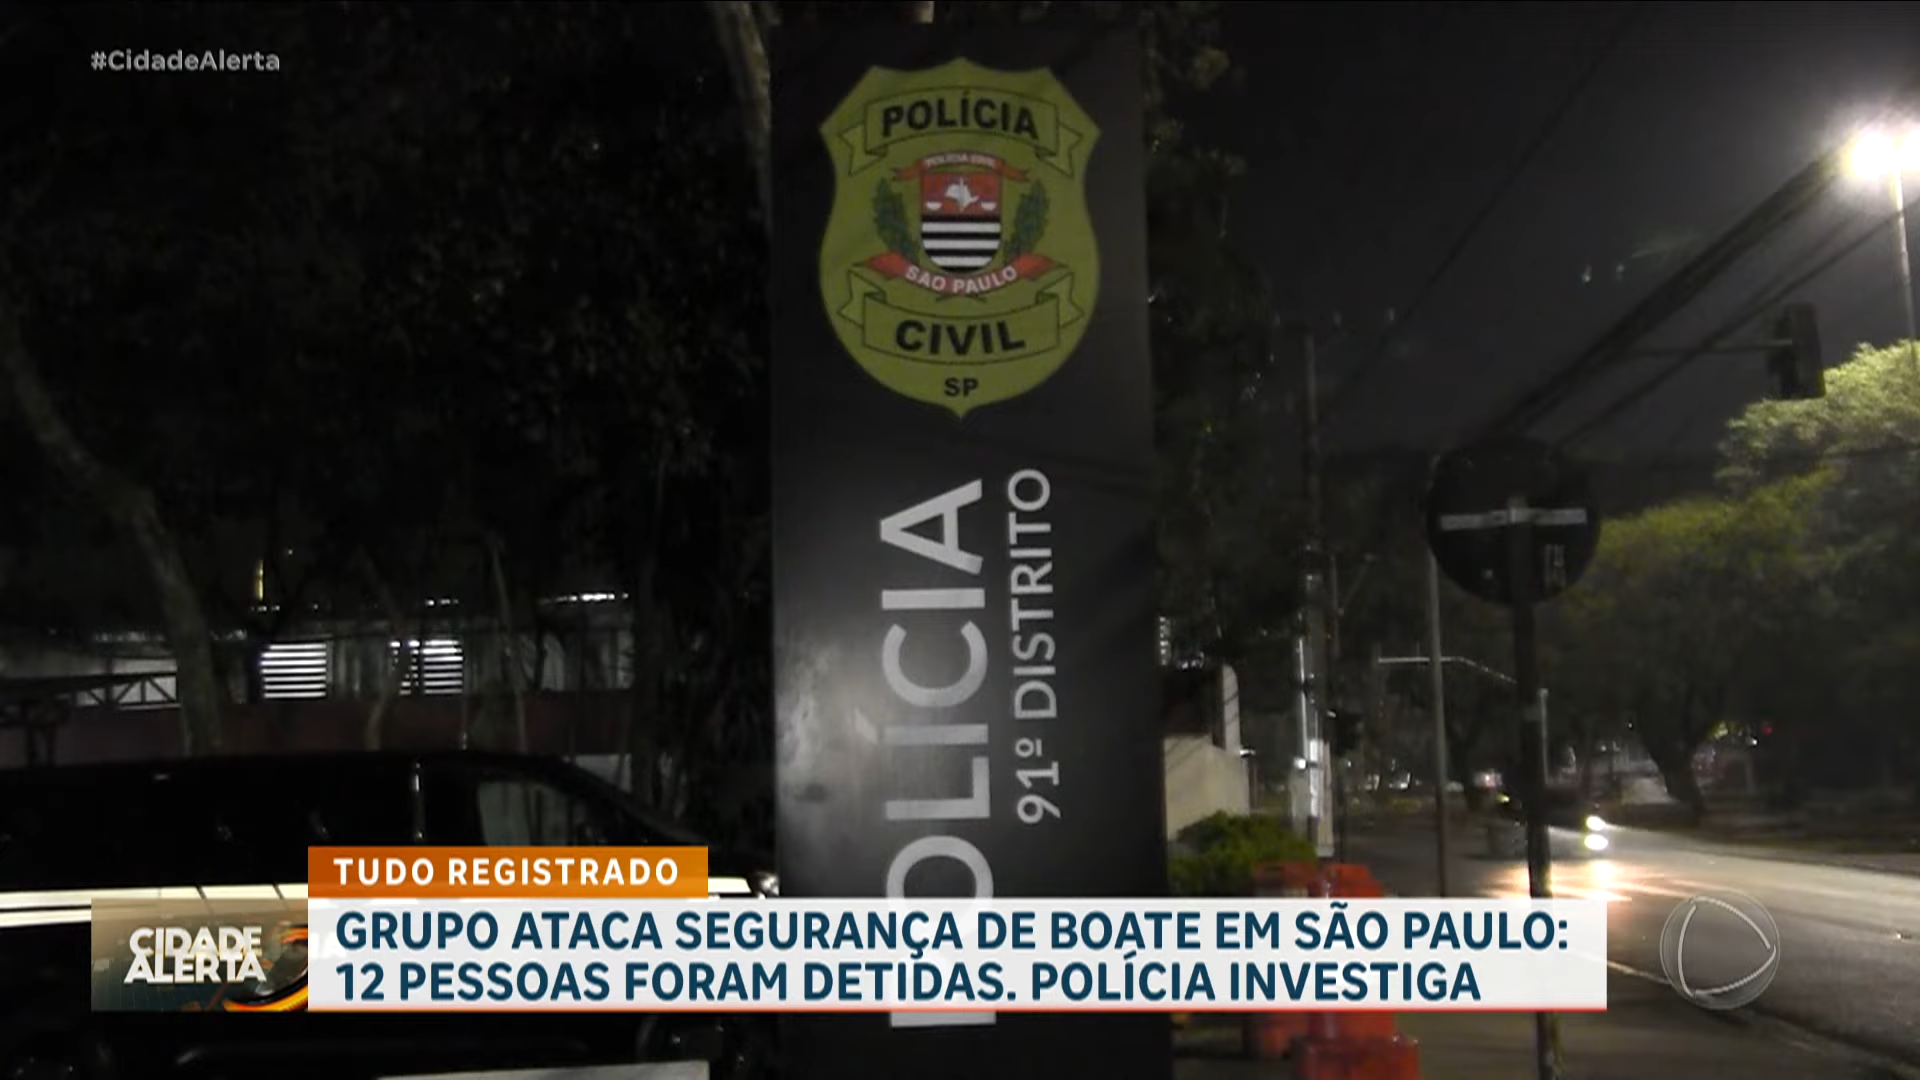 #CidadeAlerta
POLÍCIA
POLÍCIA CIVIL
SAO PAULO
CIVIL
SP
POLÍCIA
91º DISTRITO
TUDO REGISTRADO
CIDADE
ALERTA
GRUPO ATACA SEGURANÇA DE BOATE EM SÃO PAULO:
12 PESSOAS FORAM DETIDAS. POLÍCIA INVESTIGA